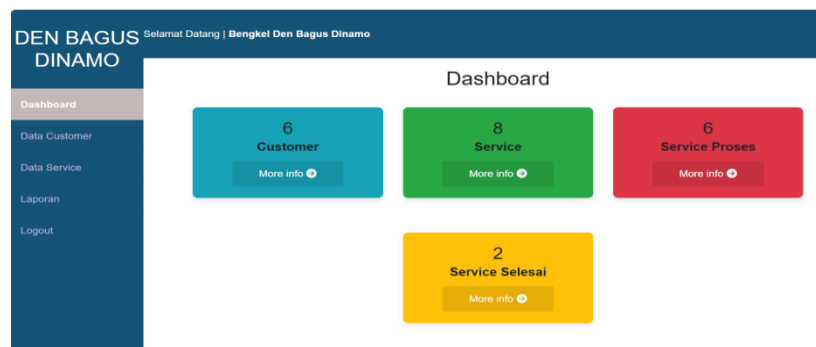 DEN BAGUS
DINAMO
Selamat Datang | Bengkel Den Bagus Dinamo
Dashboard
Data Customer
Data Service
Laporan
Logout
Dashboard
6
Customer
More info
8
Service
More info
6
Service Proses
More info
2
Service Selesai
More info